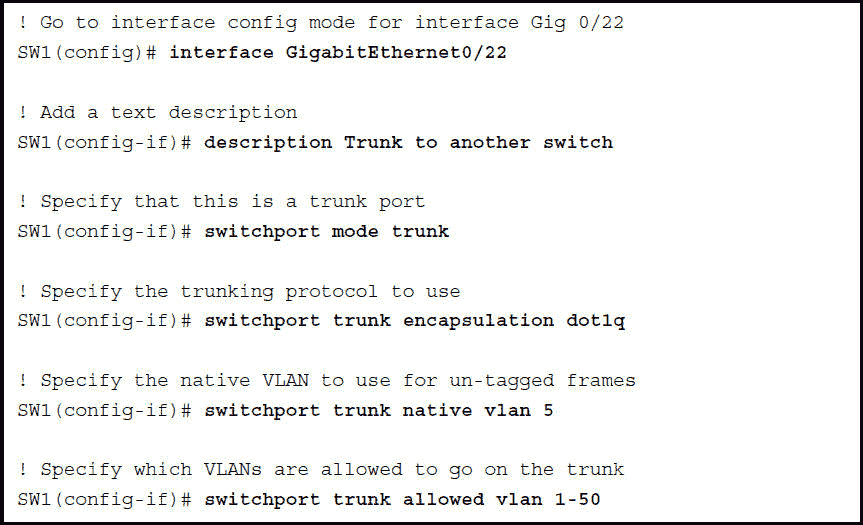 ! Go to interface config mode for interface Gig 0/22
SW1(config)# interface GigabitEthernet0/22
! Add a text description
SW1(config-if)# description Trunk to another switch
! Specify that this is a trunk port
SW1(config-if)# switchport mode trunk
! Specify the trunking protocol to use
SW1(config-if)# switchport trunk encapsulation dot1q
! Specify the native VLAN to use for un-tagged frames
SW1(config-if)# switchport trunk native vlan 5
! Specify which VLANs are allowed to go on the trunk
SW1(config-if)# switchport trunk allowed vlan 1-50